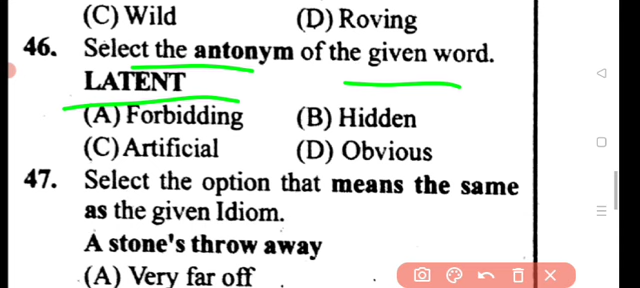 (C) Wild (D) Roving
46. Select the antonym of the given word.
LATENT
(A) Forbidding (B) Hidden
(C) Artificial (D) Obvious
47. Select the option that means the same
as the given Idiom.
A stone's throw away
(A) Very far off